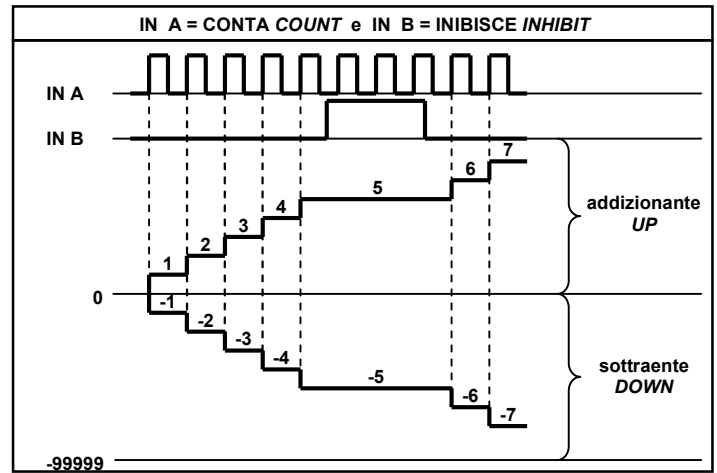 IN A = CONTA COUNT e IN B = INIBISCE INHIBIT
IN A
IN B
7
6
5
4
3
2
1
addizionante
UP
0
-1
-2
-3
-4
-5
-6
-7
sottraente
DOWN
-99999